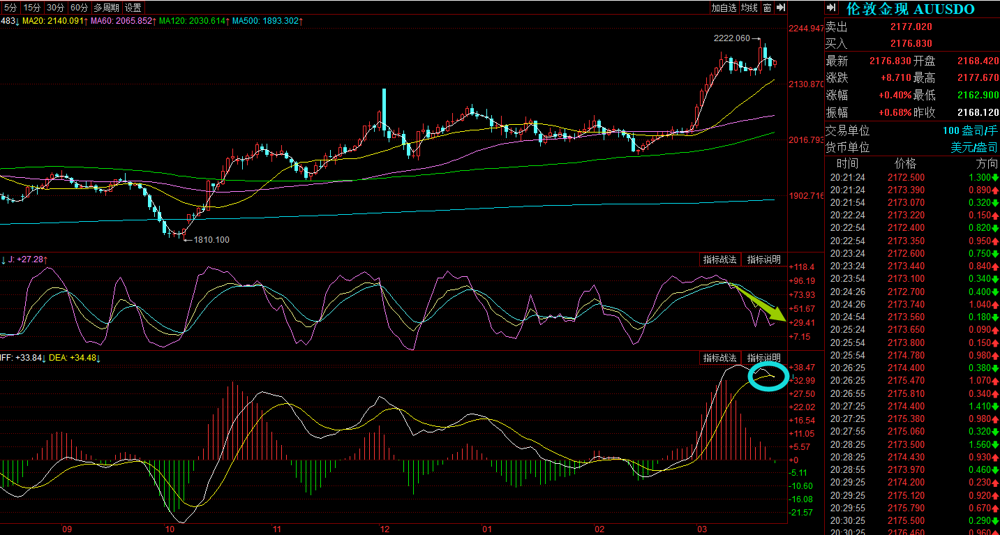 5分 15分 30分 60分 多周期 设置 加自选 均线 窗
483↓ MA20: 2140.091↑ MA60: 2065.852↑ MA120: 2030.614↑ MA500: 1893.302↑
2244.947
2222.060
2130.870
2016.793
1902.716
1810.100
↓ J: +27.28↑ 指标战法 指标说明
+118.4
+96.19
+73.93
+51.67
+29.41
+7.15
IFF: +33.84↓ DEA: +34.48↓ 指标战法 指标说明
+38.47
+32.99
+27.50
+22.02
+16.54
+11.05
+5.57
+0
-5.11
-10.60
-16.08
-21.57
09 10 11 12 01 02 03
伦敦金现 AUUSDO
卖出 2177.020
买入 2176.830
最新 2176.830 开盘 2168.420
涨跌 +8.710 最高 2177.670
涨幅 +0.40% 最低 2162.900
振幅 +0.68% 昨收 2168.120
交易单位 100 盎司/手
货币单位 美元/盎司
时间 价格 方向
20:21:24 2172.500 1.300
20:21:24 2173.390 0.890
20:21:54 2173.070 0.320
20:22:24 2173.220 0.150
20:22:54 2172.400 0.820
20:22:54 2173.350 0.950
20:23:24 2172.600 0.750
20:23:24 2173.440 0.840
20:23:54 2173.100 0.340
20:24:26 2172.700 0.400
20:24:26 2173.740 1.040
20:24:54 2173.560 0.180
20:25:24 2173.650 0.090
20:25:54 2173.800 0.150
20:25:54 2174.780 0.980
20:26:25 2174.400 0.380
20:26:25 2175.470 1.070
20:26:55 2175.810 0.340
20:27:25 2174.400 1.410
20:27:25 2175.380 0.980
20:27:55 2175.060 0.320
20:28:25 2173.500 1.560
20:28:25 2174.430 0.930
20:28:55 2173.970 0.460
20:29:25 2174.200 0.230
20:29:25 2175.120 0.920
20:29:55 2175.790 0.670
20:30:25 2175.500 0.290
20:30:25 2176.460 0.960